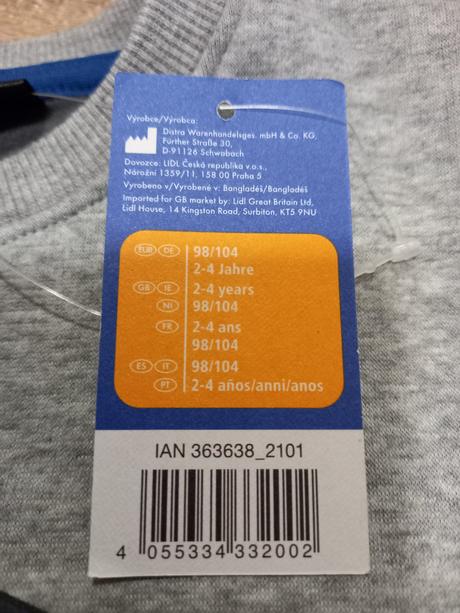 Výrobce/Výrobca:
Distra Warenhandelsges. mbH & Co. KG,
Fürther Straße 30,
D-91126 Schwabach
Dovozce: LIDL Česká republika v.o.s.,
Nárožní 1359/11, 158 00 Praha 5
Vyrobeno v/Vyrobené v: Bangladéš/Bangladéš
Imported for GB market by: Lidl Great Britain Ltd,
Lidl House, 14 Kingston Road, Surbiton, KT5 9NU
EUR DE 98/104
2-4 Jahre
GB IE 2-4 years
NI 98/104
FR 2-4 ans
98/104
ES IT 98/104
PT 2-4 años/anni/anos
IAN 363638_2101
4 055334 332002